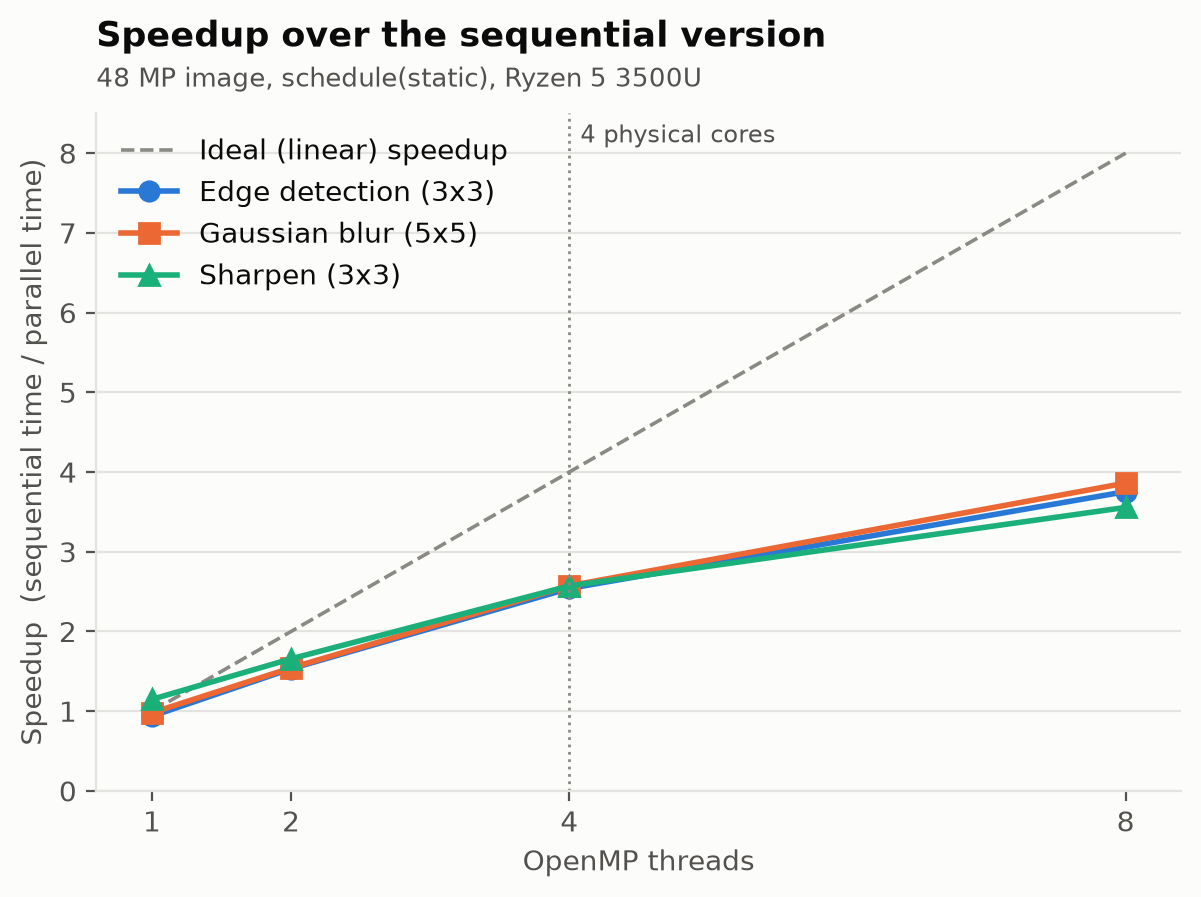 Speedup over the sequential version
48 MP image, schedule(static), Ryzen 5 3500U
4 physical cores
Ideal (linear) speedup
Edge detection (3x3)
Gaussian blur (5x5)
Sharpen (3x3)
Speedup (sequential time / parallel time)
8
7
6
5
4
3
2
1
0
1 2 4 8
OpenMP threads